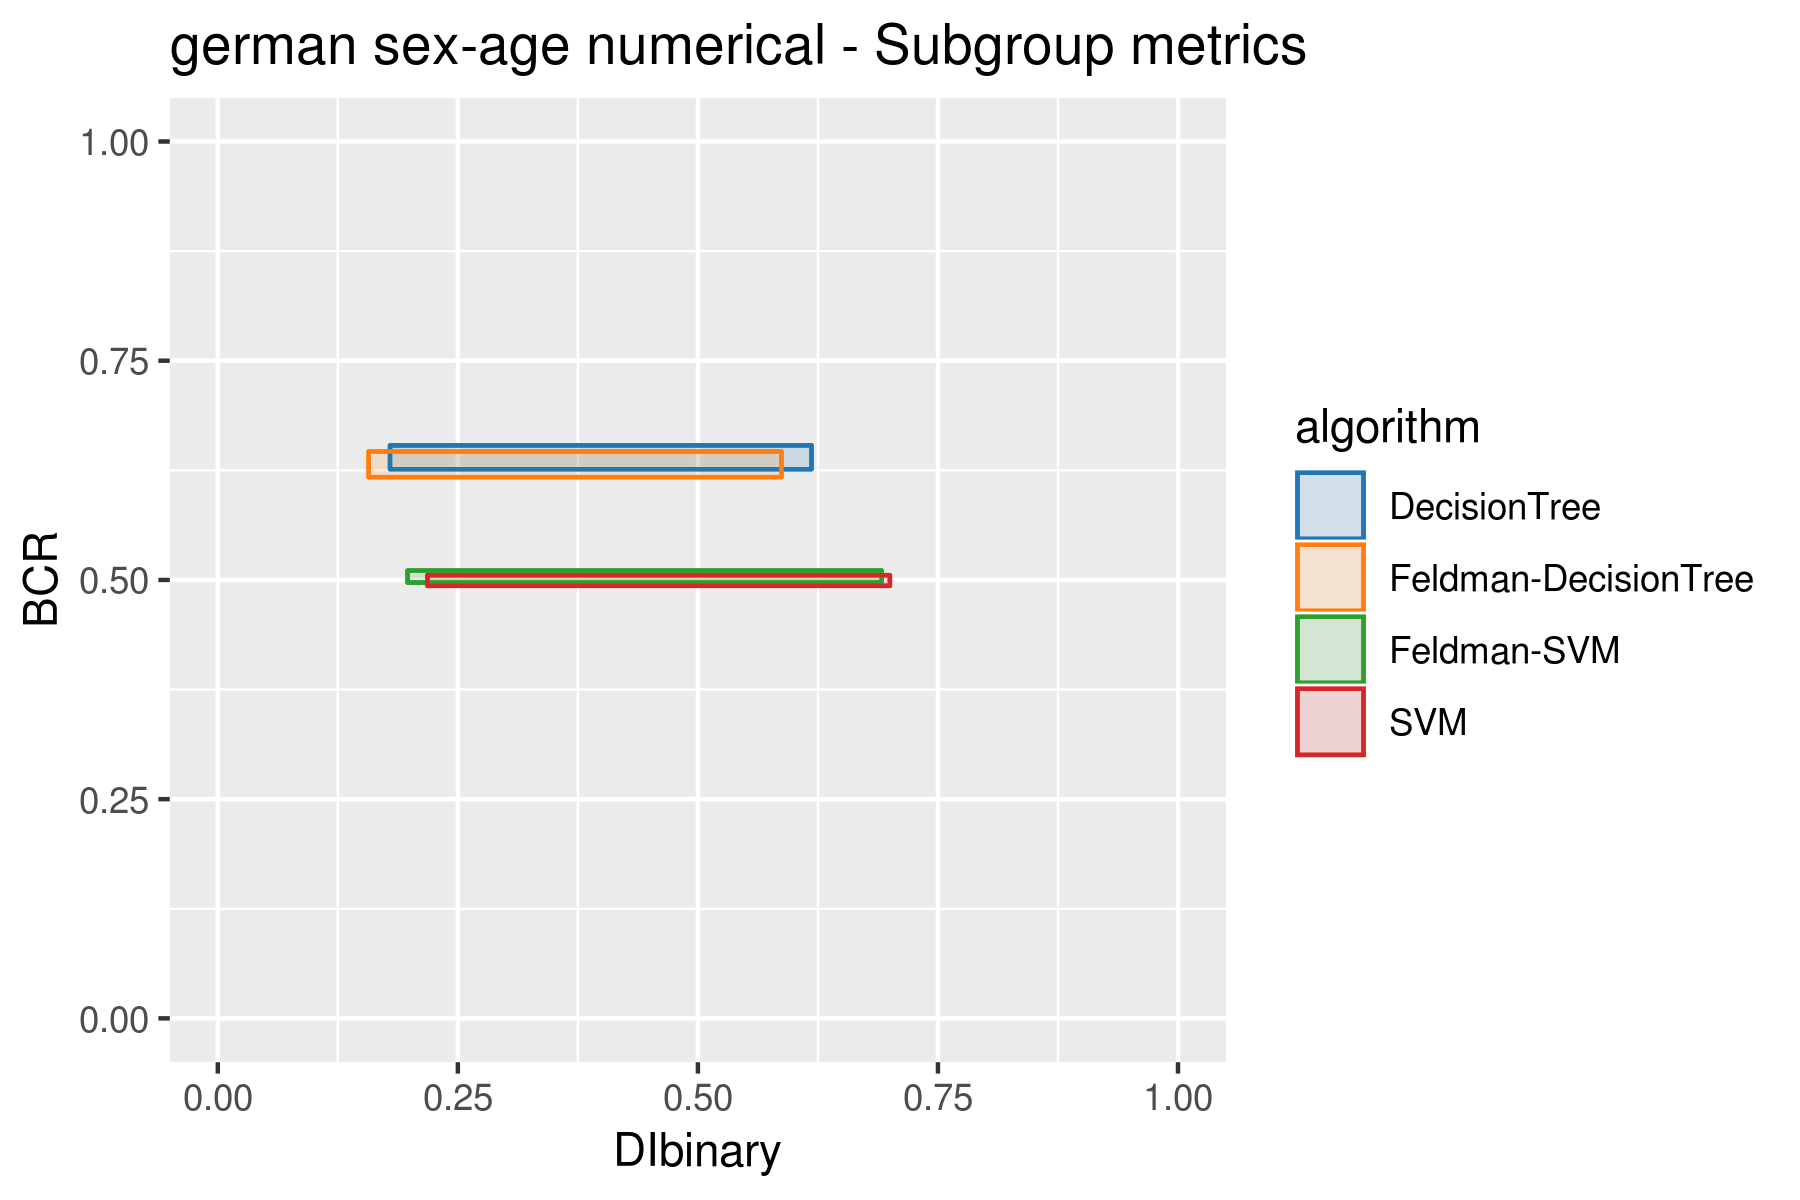 german sex-age numerical - Subgroup metrics
BCR
1.00
0.75
0.50
0.25
0.00
0.00 0.25 0.50 0.75 1.00
DIbinary
algorithm
DecisionTree
Feldman-DecisionTree
Feldman-SVM
SVM